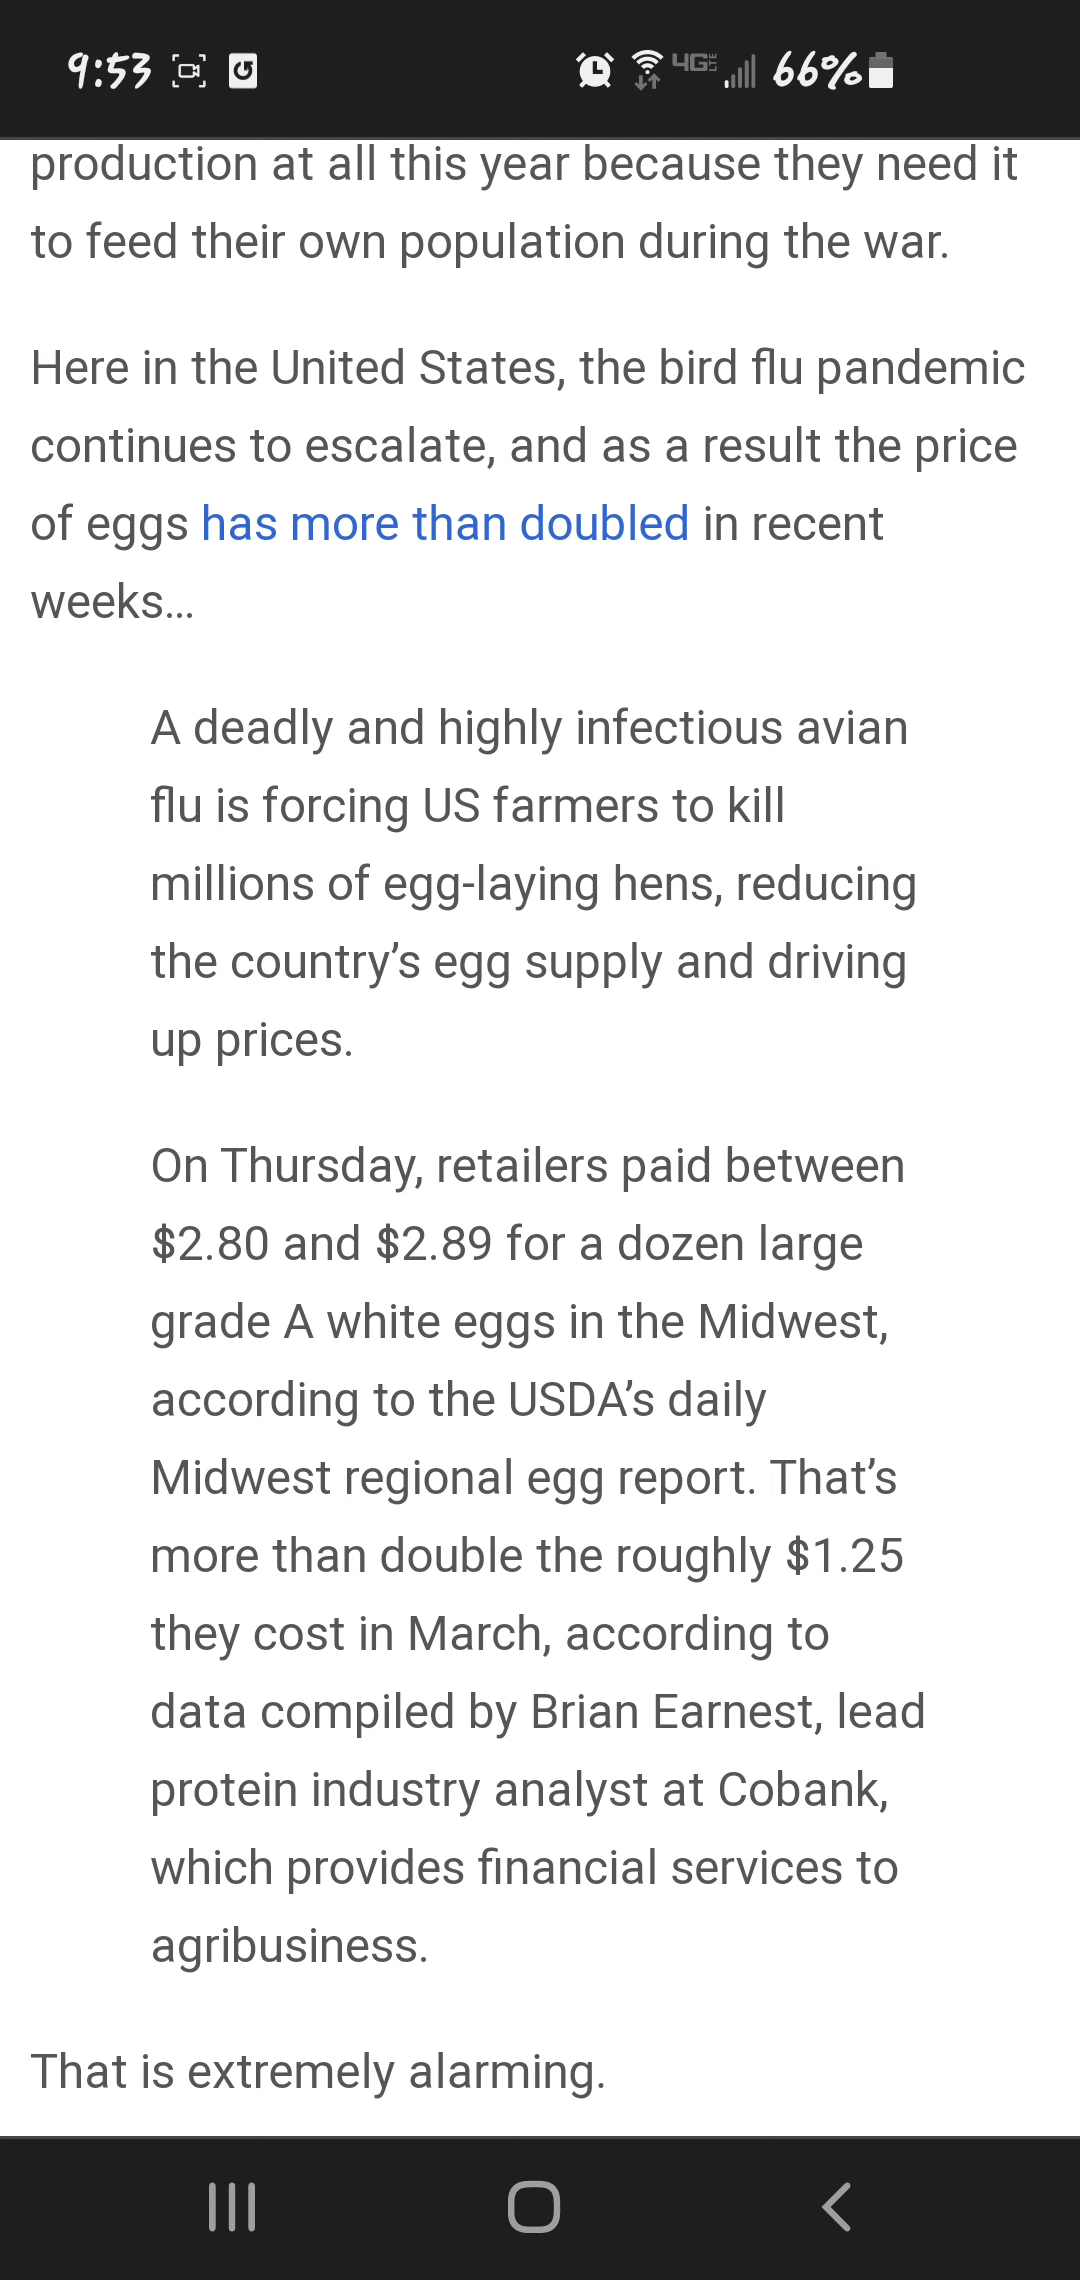 9:53 4G LTE 66%
production at all this year because they need it
to feed their own population during the war.
Here in the United States, the bird flu pandemic
continues to escalate, and as a result the price
of eggs has more than doubled in recent
weeks…
A deadly and highly infectious avian
flu is forcing US farmers to kill
millions of egg-laying hens, reducing
the country’s egg supply and driving
up prices.
On Thursday, retailers paid between
$2.80 and $2.89 for a dozen large
grade A white eggs in the Midwest,
according to the USDA’s daily
Midwest regional egg report. That’s
more than double the roughly $1.25
they cost in March, according to
data compiled by Brian Earnest, lead
protein industry analyst at Cobank,
which provides financial services to
agribusiness.
That is extremely alarming.